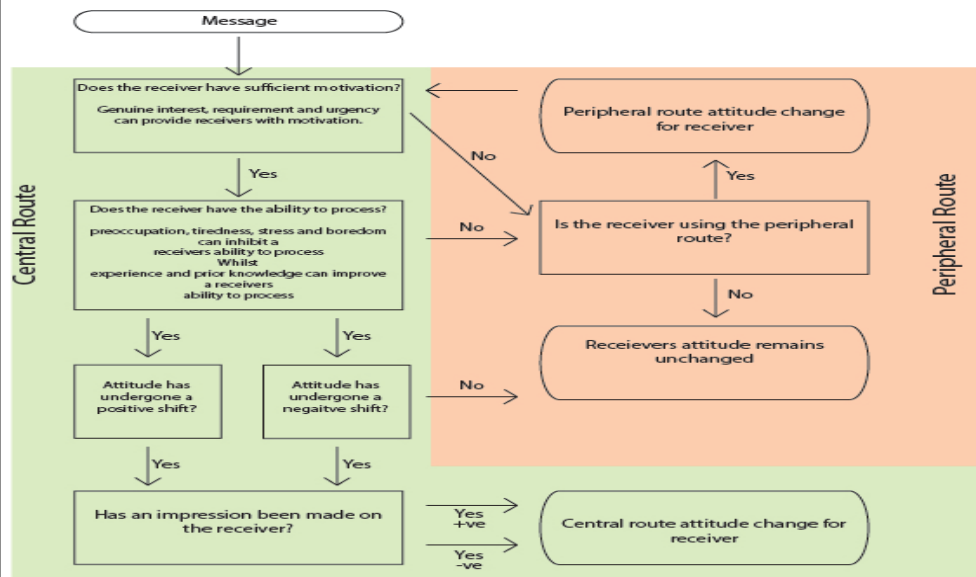 Message
Does the receiver have sufficient motivation?
Genuine interest, requirement and urgency
can provide receivers with motivation.
Peripheral route attitude change
for receiver
No
Yes
Yes
Central Route
Peripheral Route
Does the receiver have the ability to process?
preoccupation, tiredness, stress and boredom
can inhibit a
receivers ability to process
Whilst
experience and prior knowledge can improve
a receivers
ability to process
No
Is the receiver using the peripheral
route?
No
Yes
Yes
Receievers attitude remains
unchanged
Attitude has
undergone a
positive shift?
Attitude has
undergone a
negaitve shift?
No
Yes
Yes
Has an impression been made on
the receiver?
Yes
+ve
Yes
-ve
Central route attitude change for
receiver